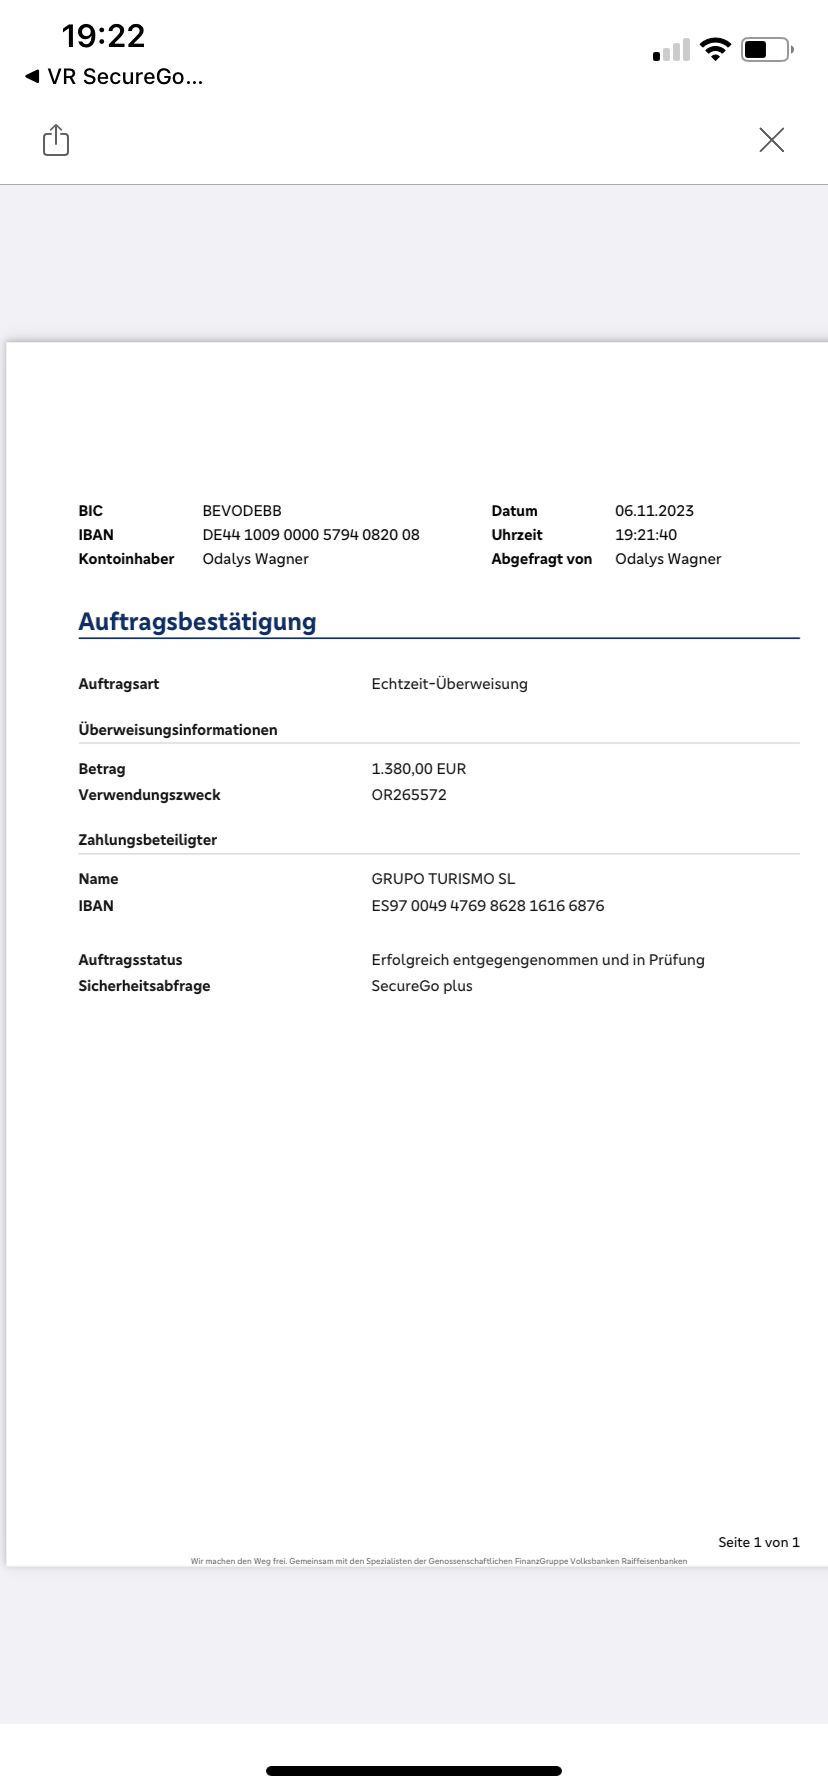 19:22
◀ VR SecureGo...
BIC BEVODEBB Datum 06.11.2023
IBAN DE44 1009 0000 5794 0820 08 Uhrzeit 19:21:40
Kontoinhaber Odalys Wagner Abgefragt von Odalys Wagner
Auftragsbestätigung
Auftragsart Echtzeit-Überweisung
Überweisungsinformationen
Betrag 1.380,00 EUR
Verwendungszweck OR265572
Zahlungsbeteiligter
Name GRUPO TURISMO SL
IBAN ES97 0049 4769 8628 1616 6876
Auftragsstatus Erfolgreich entgegengenommen und in Prüfung
Sicherheitsabfrage SecureGo plus
Seite 1 von 1
Wir machen den Weg frei. Gemeinsam mit den Spezialisten der Genossenschaftlichen FinanzGruppe Volksbanken Raiffeisenbanken